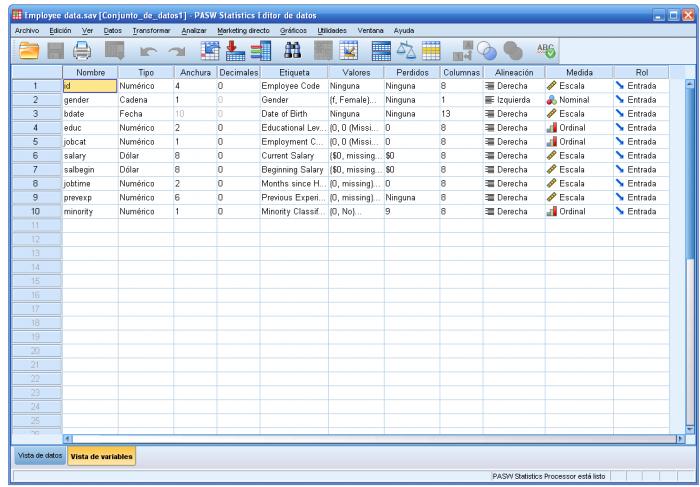 Employee data.sav [Conjunto_de_datos1] - PASW Statistics Editor de datos
Archivo Edición Ver Datos Transformar Analizar Marketing directo Gráficos Utilidades Ventana Ayuda
Nombre Tipo Anchura Decimales Etiqueta Valores Perdidos Columnas Alineación Medida Rol
1 id Numérico 4 0 Employee Code Ninguna Ninguna 8 Derecha Escala Entrada
2 gender Cadena 1 0 Gender {f, Female}... Ninguna 1 Izquierda Nominal Entrada
3 bdate Fecha 10 0 Date of Birth Ninguna Ninguna 13 Derecha Escala Entrada
4 educ Numérico 2 0 Educational Lev... {0, 0 (Missi... 0 8 Derecha Ordinal Entrada
5 jobcat Numérico 1 0 Employment C... {0, 0 (Missi... 0 8 Derecha Ordinal Entrada
6 salary Dólar 8 0 Current Salary {$0, missing... $0 8 Derecha Escala Entrada
7 salbegin Dólar 8 0 Beginning Salary {$0, missing... $0 8 Derecha Escala Entrada
8 jobtime Numérico 2 0 Months since H... {0, missing}... 0 8 Derecha Escala Entrada
9 prevexp Numérico 6 0 Previous Experi... {0, missing}... Ninguna 8 Derecha Escala Entrada
10 minority Numérico 1 0 Minority Classif... {0, No}... 9 8 Derecha Ordinal Entrada
11
12
13
14
15
16
17
18
19
20
21
22
23
24
25
26
Vista de datos Vista de variables
PASW Statistics Processor está listo